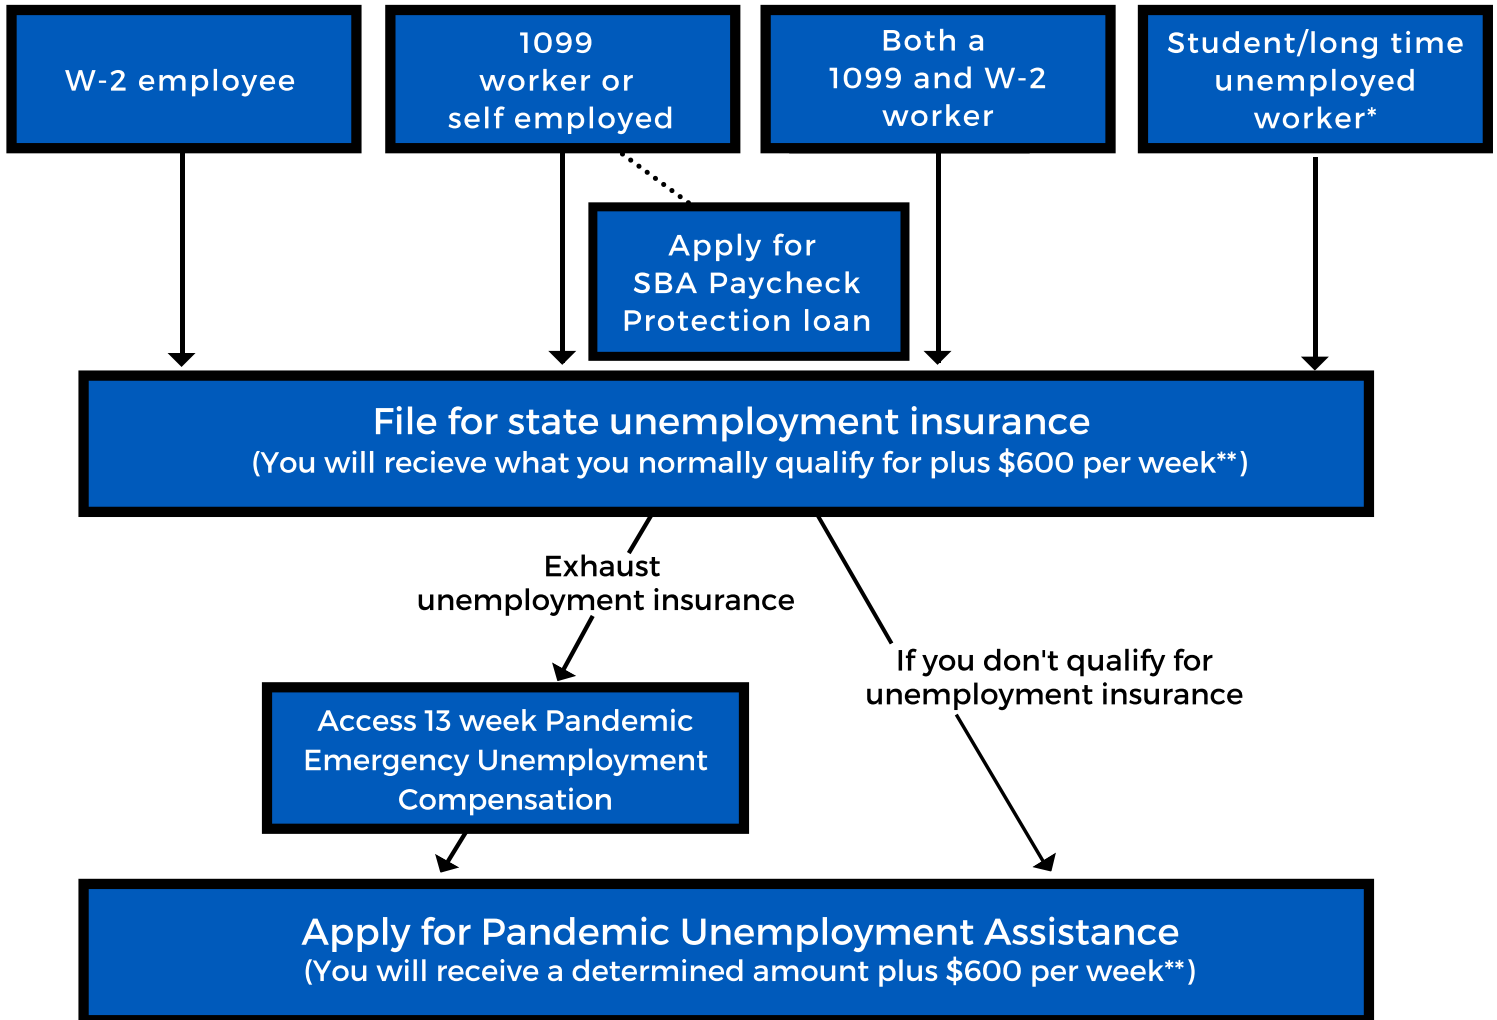 W-2 employee
1099
worker or
self employed
Both a
1099 and W-2
worker
Student/long time
unemployed
worker*
Apply for
SBA Paycheck
Protection loan
File for state unemployment insurance
(You will recieve what you normally qualify for plus $600 per week**)
Exhaust
unemployment insurance
If you don't qualify for
unemployment insurance
Access 13 week Pandemic
Emergency Unemployment
Compensation
Apply for Pandemic Unemployment Assistance
(You will receive a determined amount plus $600 per week**)